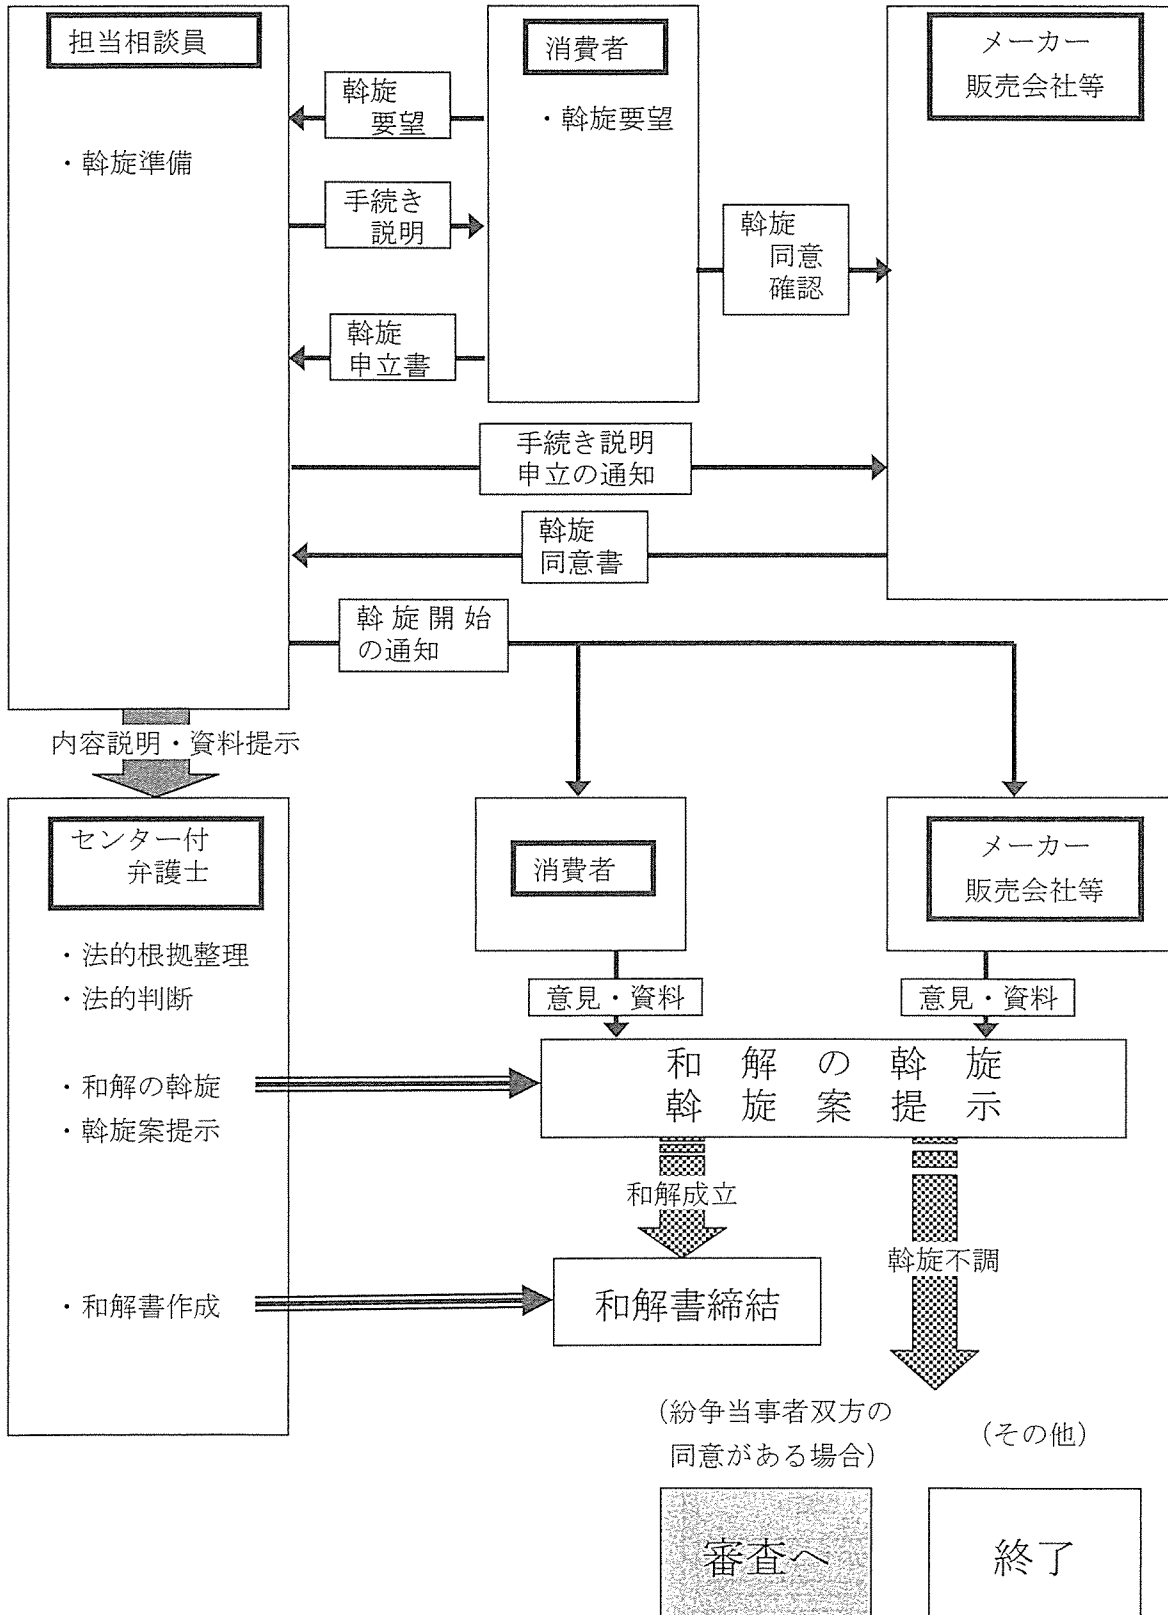 担当相談員
・斡旋準備
斡旋
要望
手続き
説明
斡旋
申立書
消費者
・斡旋要望
斡旋
同意
確認
メーカー
販売会社等
手続き説明
申立の通知
斡旋
同意書
斡旋開始
の通知
内容説明・資料提示
センター付
弁護士
・法的根拠整理
・法的判断
・和解の斡旋
・斡旋案提示
・和解書作成
消費者
メーカー
販売会社等
意見・資料
意見・資料
和解の斡旋
斡旋案提示
和解成立
斡旋不調
和解書締結
（紛争当事者双方の
同意がある場合）
（その他）
審査へ
終了